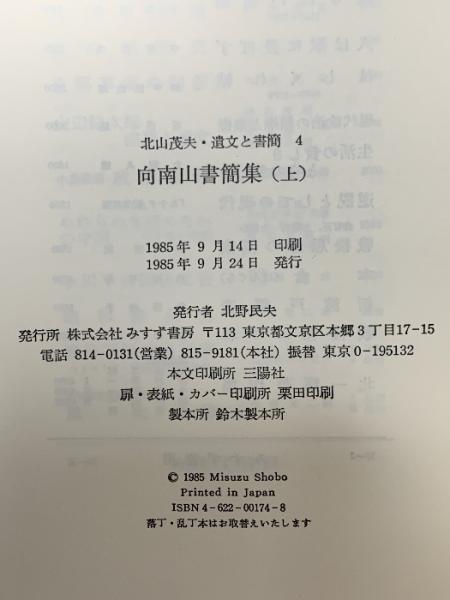 北山茂夫・遺文と書簡 4
向南山書簡集（上）
1985年 9月14日 印刷
1985年 9月24日 発行
発行者 北野民夫
発行所 株式会社 みすず書房 〒113 東京都文京区本郷3丁目17-15
電話 814-0131(営業) 815-9181(本社) 振替 東京0-195132
本文印刷所 三陽社
扉・表紙・カバー印刷所 栗田印刷
製本所 鈴木製本所
© 1985 Misuzu Shobo
Printed in Japan
ISBN 4-622-00174-8
落丁・乱丁本はお取替えいたします